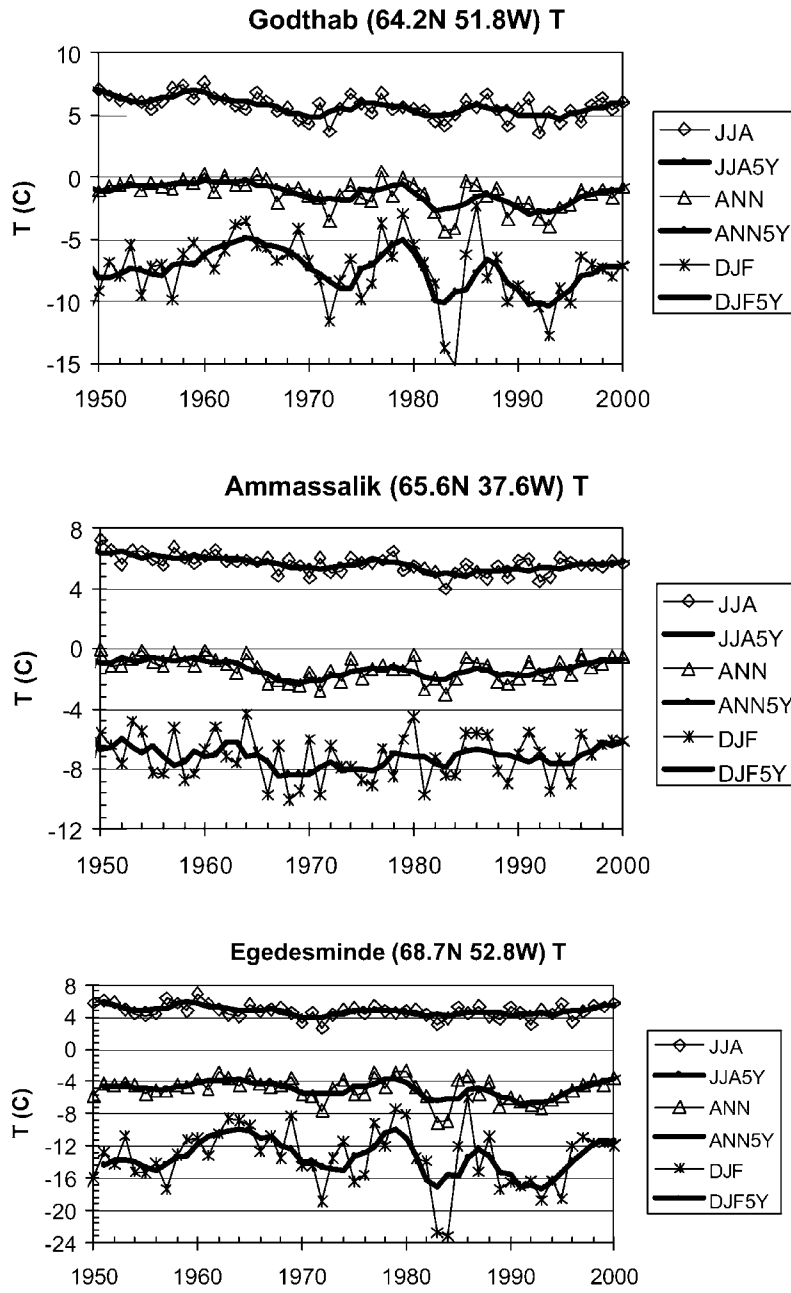 Godthab (64.2N 51.8W) T
10
5
0
-5
-10
-15
T (C)
1950 1960 1970 1980 1990 2000
JJA
JJA5Y
ANN
ANN5Y
DJF
DJF5Y
Ammassalik (65.6N 37.6W) T
8
4
0
-4
-8
-12
T (C)
1950 1960 1970 1980 1990 2000
JJA
JJA5Y
ANN
ANN5Y
DJF
DJF5Y
Egedesminde (68.7N 52.8W) T
8
4
0
-4
-8
-12
-16
-20
-24
T (C)
1950 1960 1970 1980 1990 2000
JJA
JJA5Y
ANN
ANN5Y
DJF
DJF5Y